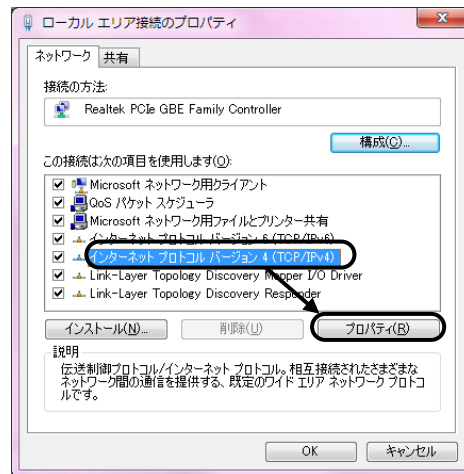 ローカル エリア接続のプロパティ
ネットワーク 共有
接続の方法:
Realtek PCIe GBE Family Controller
構成(C)...
この接続は次の項目を使用します(O):
Microsoft ネットワーク用クライアント
QoS パケット スケジューラ
Microsoft ネットワーク用ファイルとプリンター共有
インターネット プロトコル バージョン 6 (TCP/IPv6)
インターネット プロトコル バージョン 4 (TCP/IPv4)
Link-Layer Topology Discovery Mapper I/O Driver
Link-Layer Topology Discovery Responder
インストール(N)... 削除(U) プロパティ(R)
説明
伝送制御プロトコル/インターネット プロトコル。相互接続されたさまざまな
ネットワーク間の通信を提供する、既定のワイド エリア ネットワーク プロトコ
ルです。
OK キャンセル